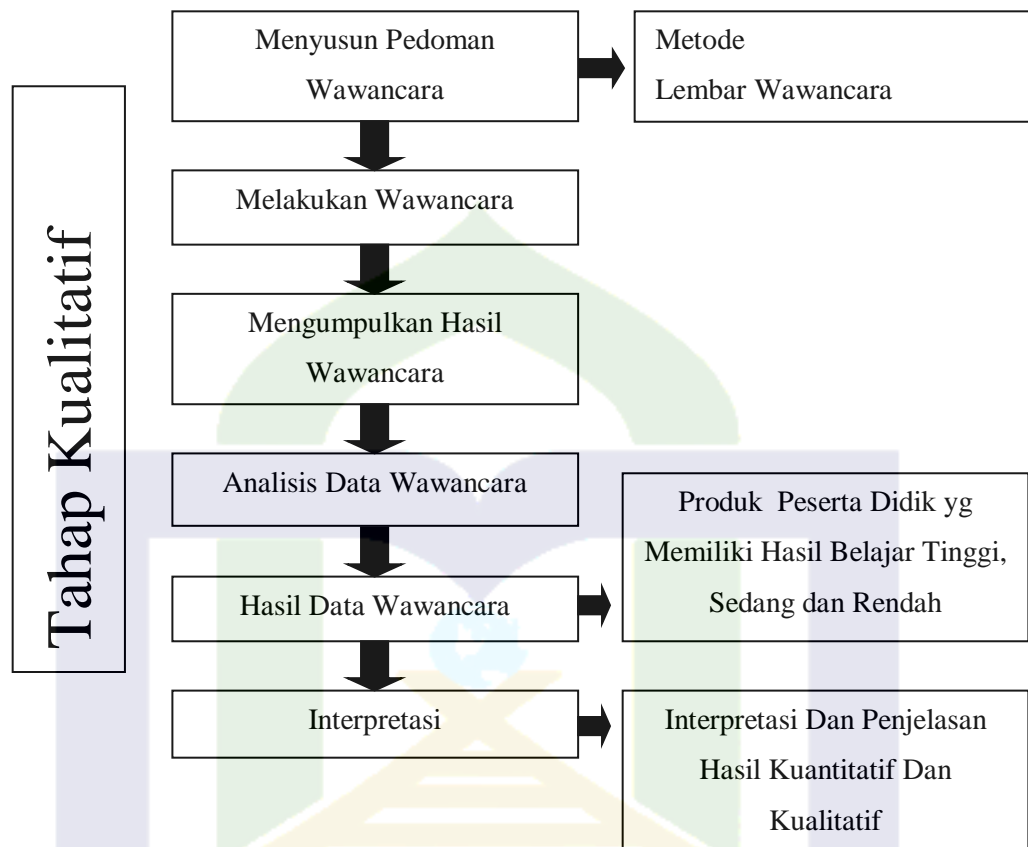 Tahap Kualitatif
Menyusun Pedoman
Wawancara
Metode
Lembar Wawancara
Melakukan Wawancara
Mengumpulkan Hasil
Wawancara
Analisis Data Wawancara
Hasil Data Wawancara
Produk Peserta Didik yg
Memiliki Hasil Belajar Tinggi,
Sedang dan Rendah
Interpretasi
Interpretasi Dan Penjelasan
Hasil Kuantitatif Dan
Kualitatif